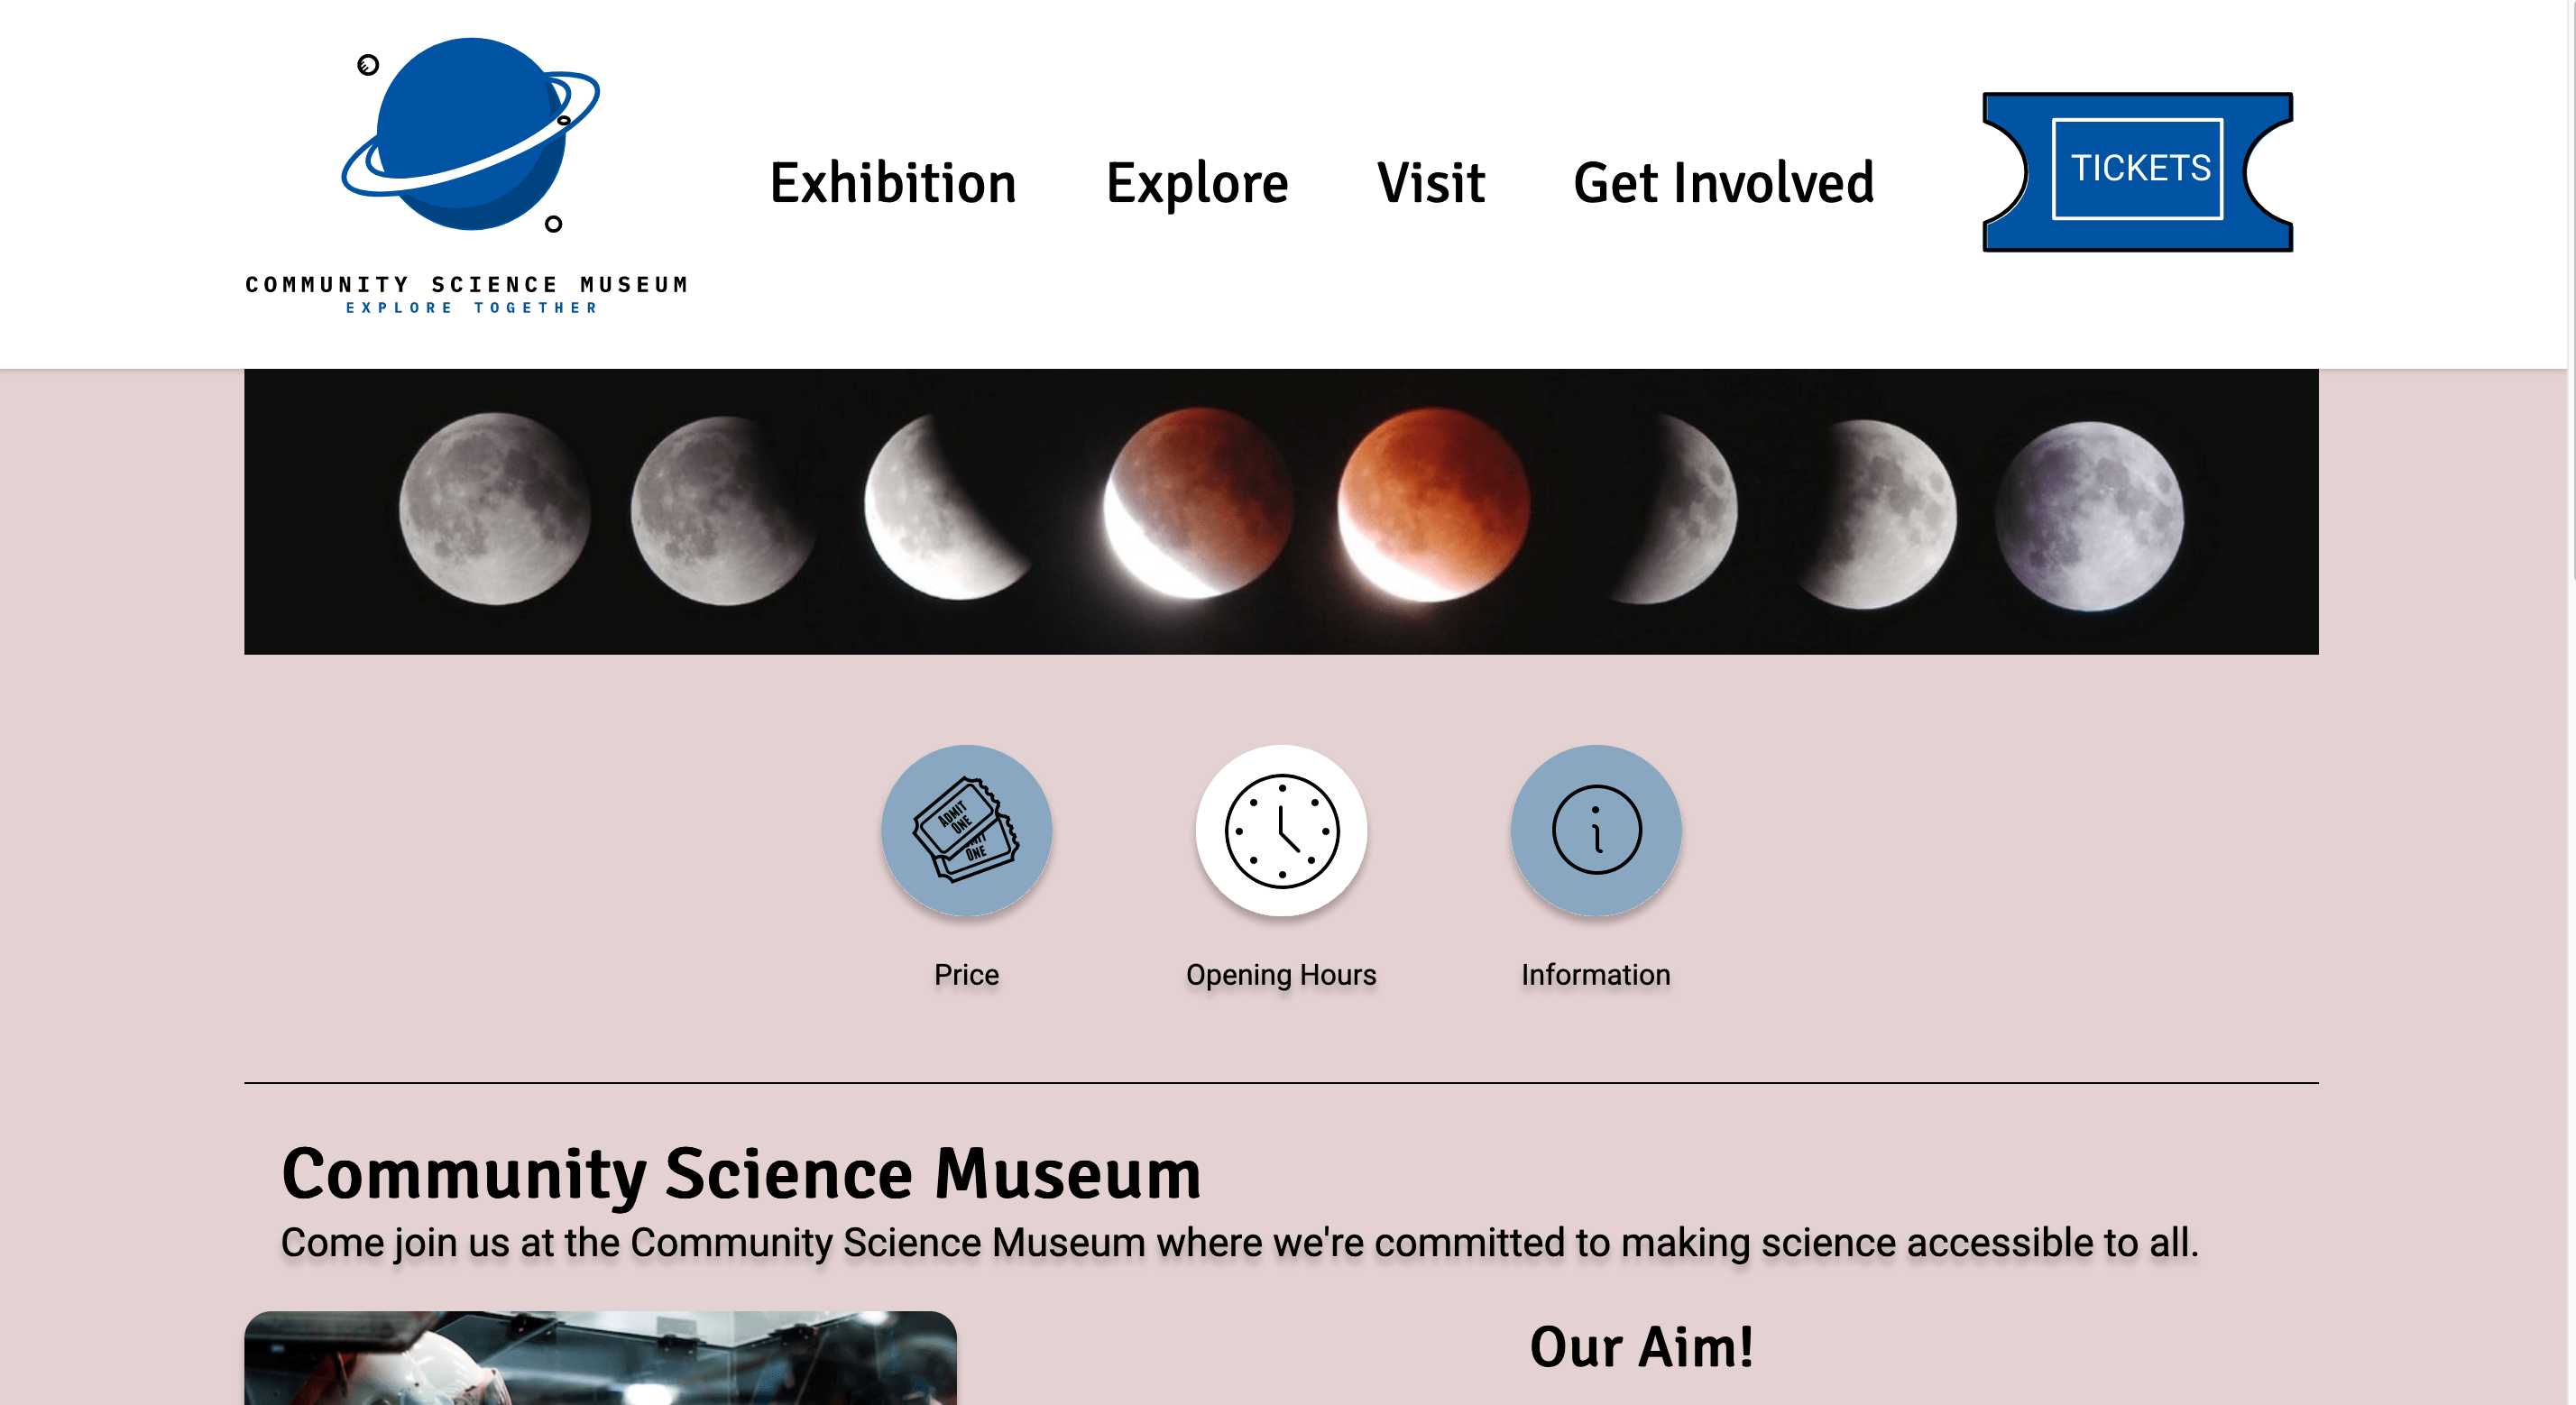 Exhibition Explore Visit Get Involved
TICKETS
COMMUNITY SCIENCE MUSEUM
EXPLORE TOGETHER
ADMIT
ONE
MIT
ONE
Price Opening Hours Information
Community Science Museum
Come join us at the Community Science Museum where we're committed to making science accessible to all.
Our Aim!